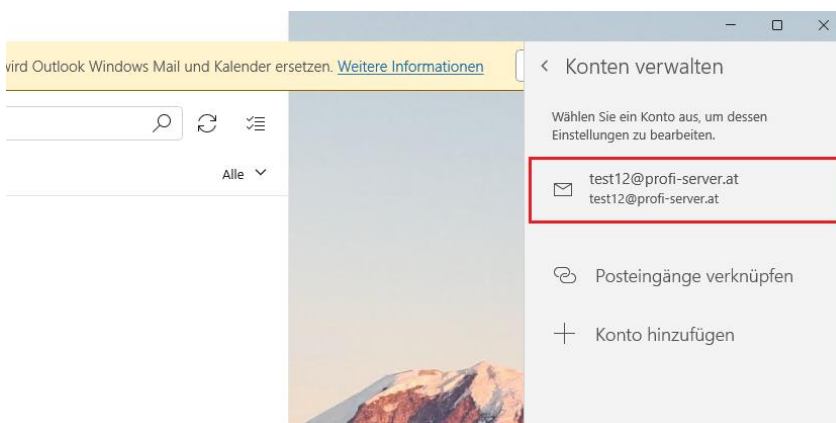 wird Outlook Windows Mail und Kalender ersetzen. Weitere Informationen
Alle
Konten verwalten
Wählen Sie ein Konto aus, um dessen
Einstellungen zu bearbeiten.
test12@profi-server.at
test12@profi-server.at
Posteingänge verknüpfen
Konto hinzufügen